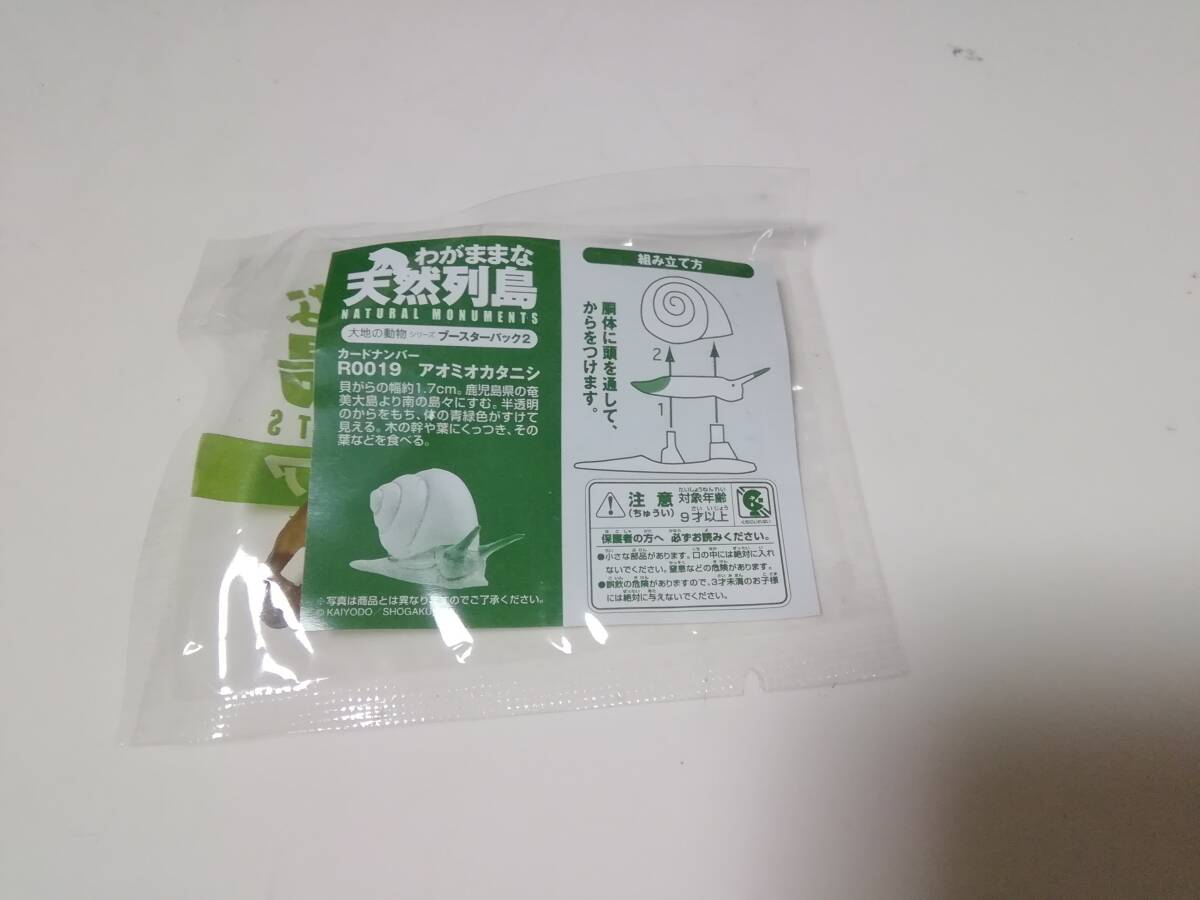 わがままな
天然列島
NATURAL MONUMENTS
大地の動物 シリーズ ブースターパック2
カードナンバー
R0019 アオミオカタニシ
貝がらの幅約1.7cm。鹿児島県の奄
美大島より南の島々にすむ。半透明
のからをもち、体の青緑色がすけて
見える。木の幹や葉にくっつき、その
葉などを食べる。
※写真は商品とは異なりますのでご了承ください。
© KAIYODO / SHOGAKU
組み立て方
胴体に頭を通して、
からをつけます。
2
1
注意 対象年齢
(ちゅうい) 9才以上
保護者の方へ 必ずお読みください。
●小さな部品があります。口の中には絶対に入れ
ないでください。窒息などの危険があります。
●誤飲の危険がありますので、3才未満のお子様
には絶対に与えないでください。